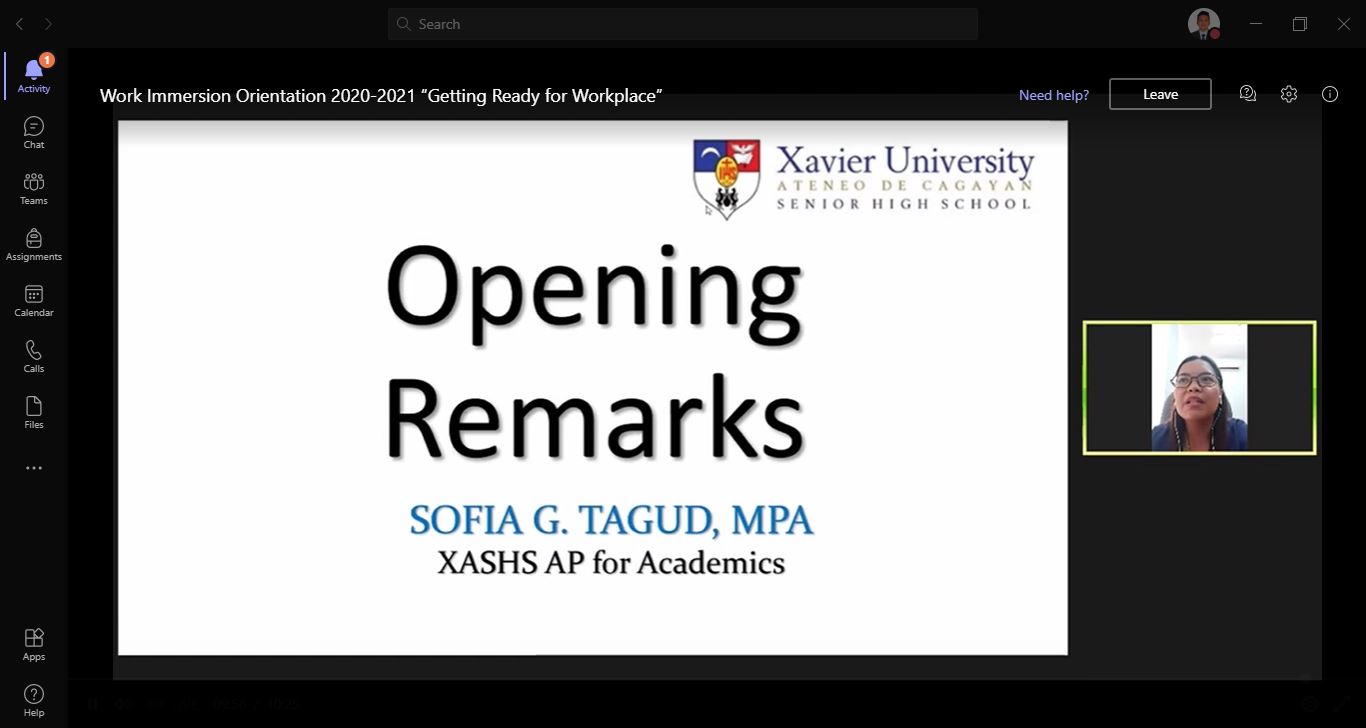 Search
1
Activity
Chat
Teams
Assignments
Calendar
Calls
Files
Apps
Help
Work Immersion Orientation 2020-2021 “Getting Ready for Workplace”
Need help?
Leave
Xavier University
ATENEO DE CAGAYAN
SENIOR HIGH SCHOOL
Opening
Remarks
SOFIA G. TAGUD, MPA
XASHS AP for Academics